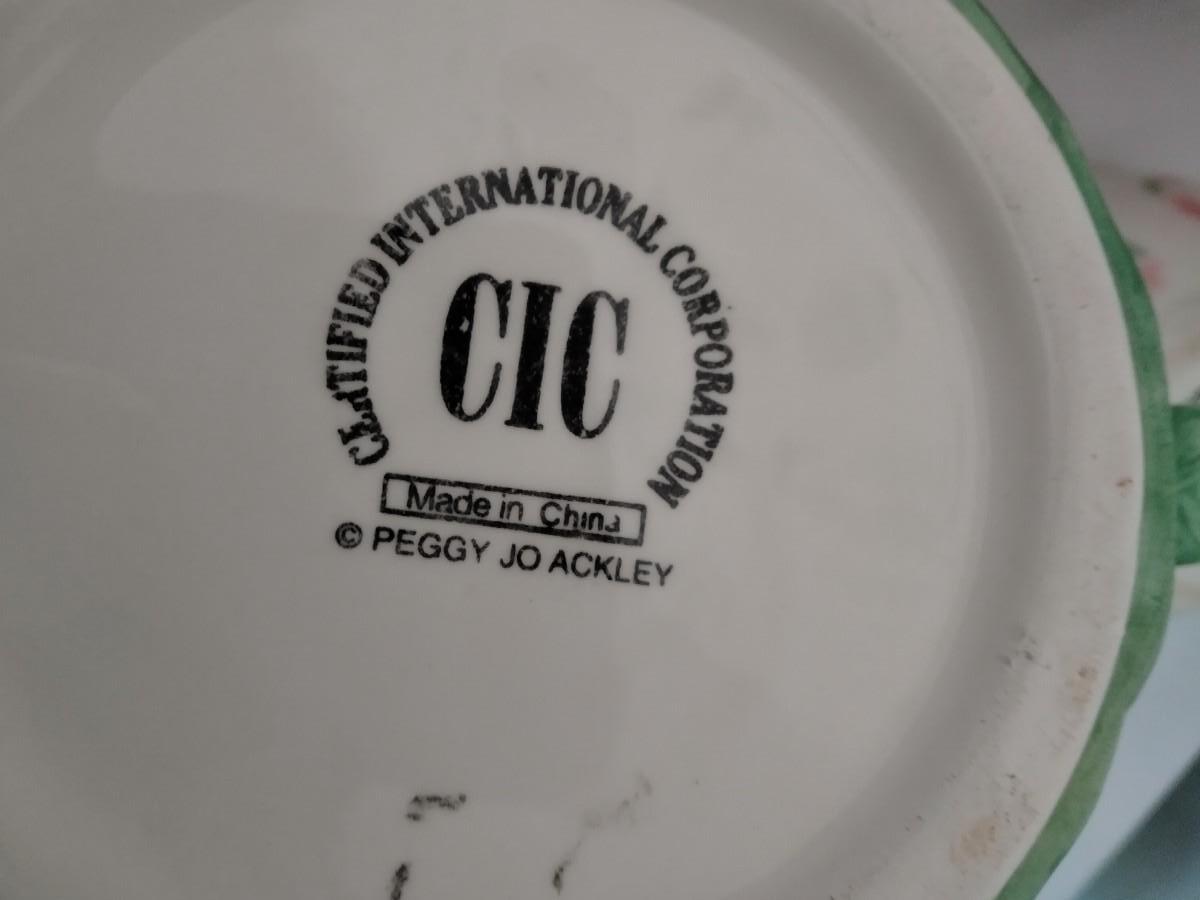 CERTIFIED INTERNATIONAL CORPORATION
CIC
Made in China
© PEGGY JO ACKLEY